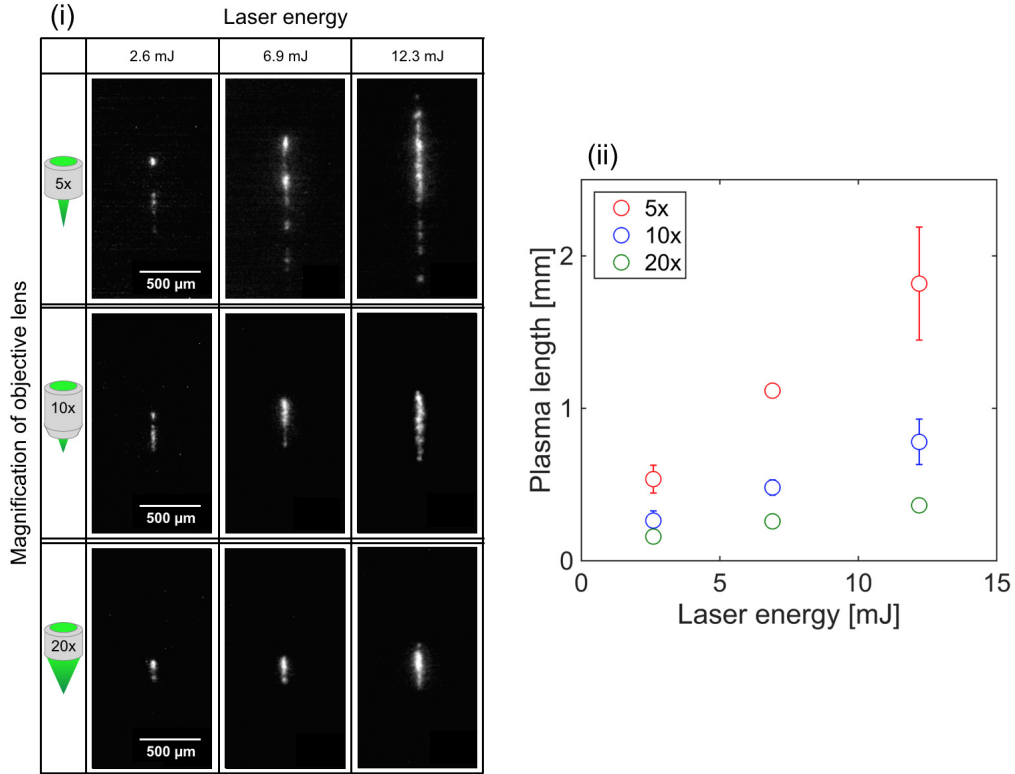 (i)
Laser energy
2.6 mJ
6.9 mJ
12.3 mJ
Magnification of objective lens
5x
500 μm
10x
500 μm
20x
500 μm
(ii)
5x
10x
20x
Plasma length [mm]
2
1
0
0
5
10
15
Laser energy [mJ]